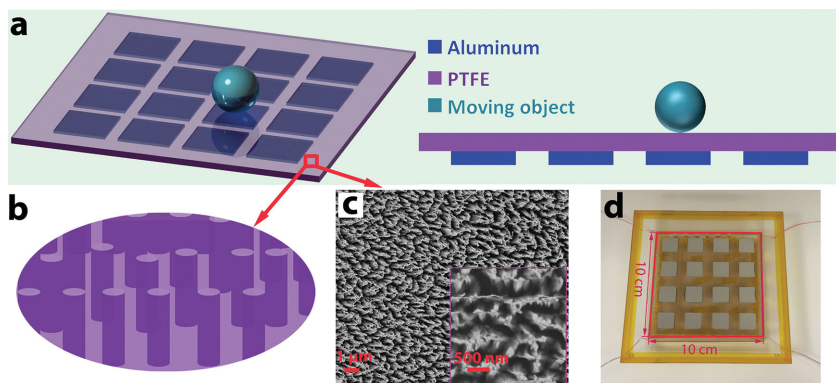 a
Aluminum
PTFE
Moving object
b
c
1 μm
500 nm
d
10 cm
10 cm